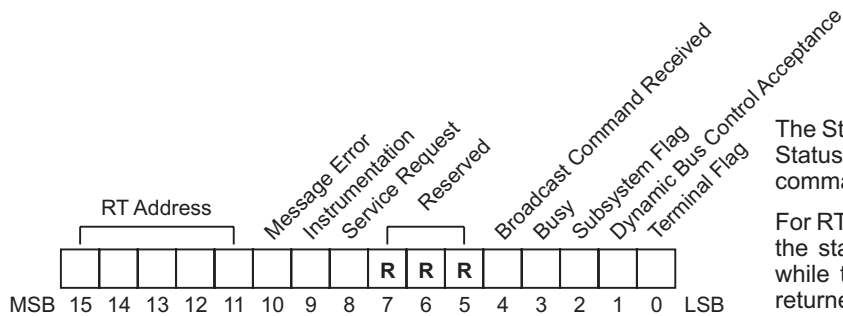 Message Error
Instrumentation
Service Request
Reserved
Broadcast Command Received
Busy
Subsystem Flag
Dynamic Bus Control Acceptance
Terminal Flag
RT Address
R R R
MSB 15 14 13 12 11 10 9 8 7 6 5 4 3 2 1 0 LSB
The St
Status
comma
For RT
the sta
while t
returne